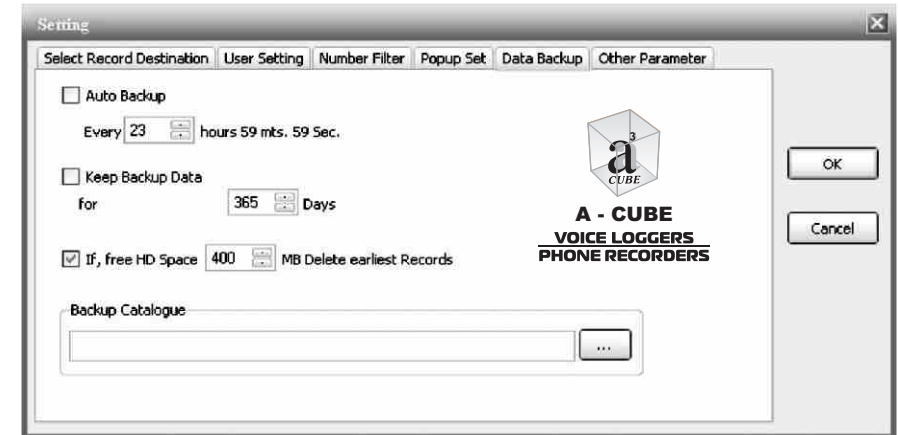 Setting
Select Record Destination User Setting Number Filter Popup Set Data Backup Other Parameter
Auto Backup
Every 23 hours 59 mts. 59 Sec.
Keep Backup Data
for 365 Days
If, free HD Space 400 MB Delete earliest Records
Backup Catalogue
...
a3
CUBE
A - CUBE
VOICE LOGGERS
PHONE RECORDERS
OK
Cancel